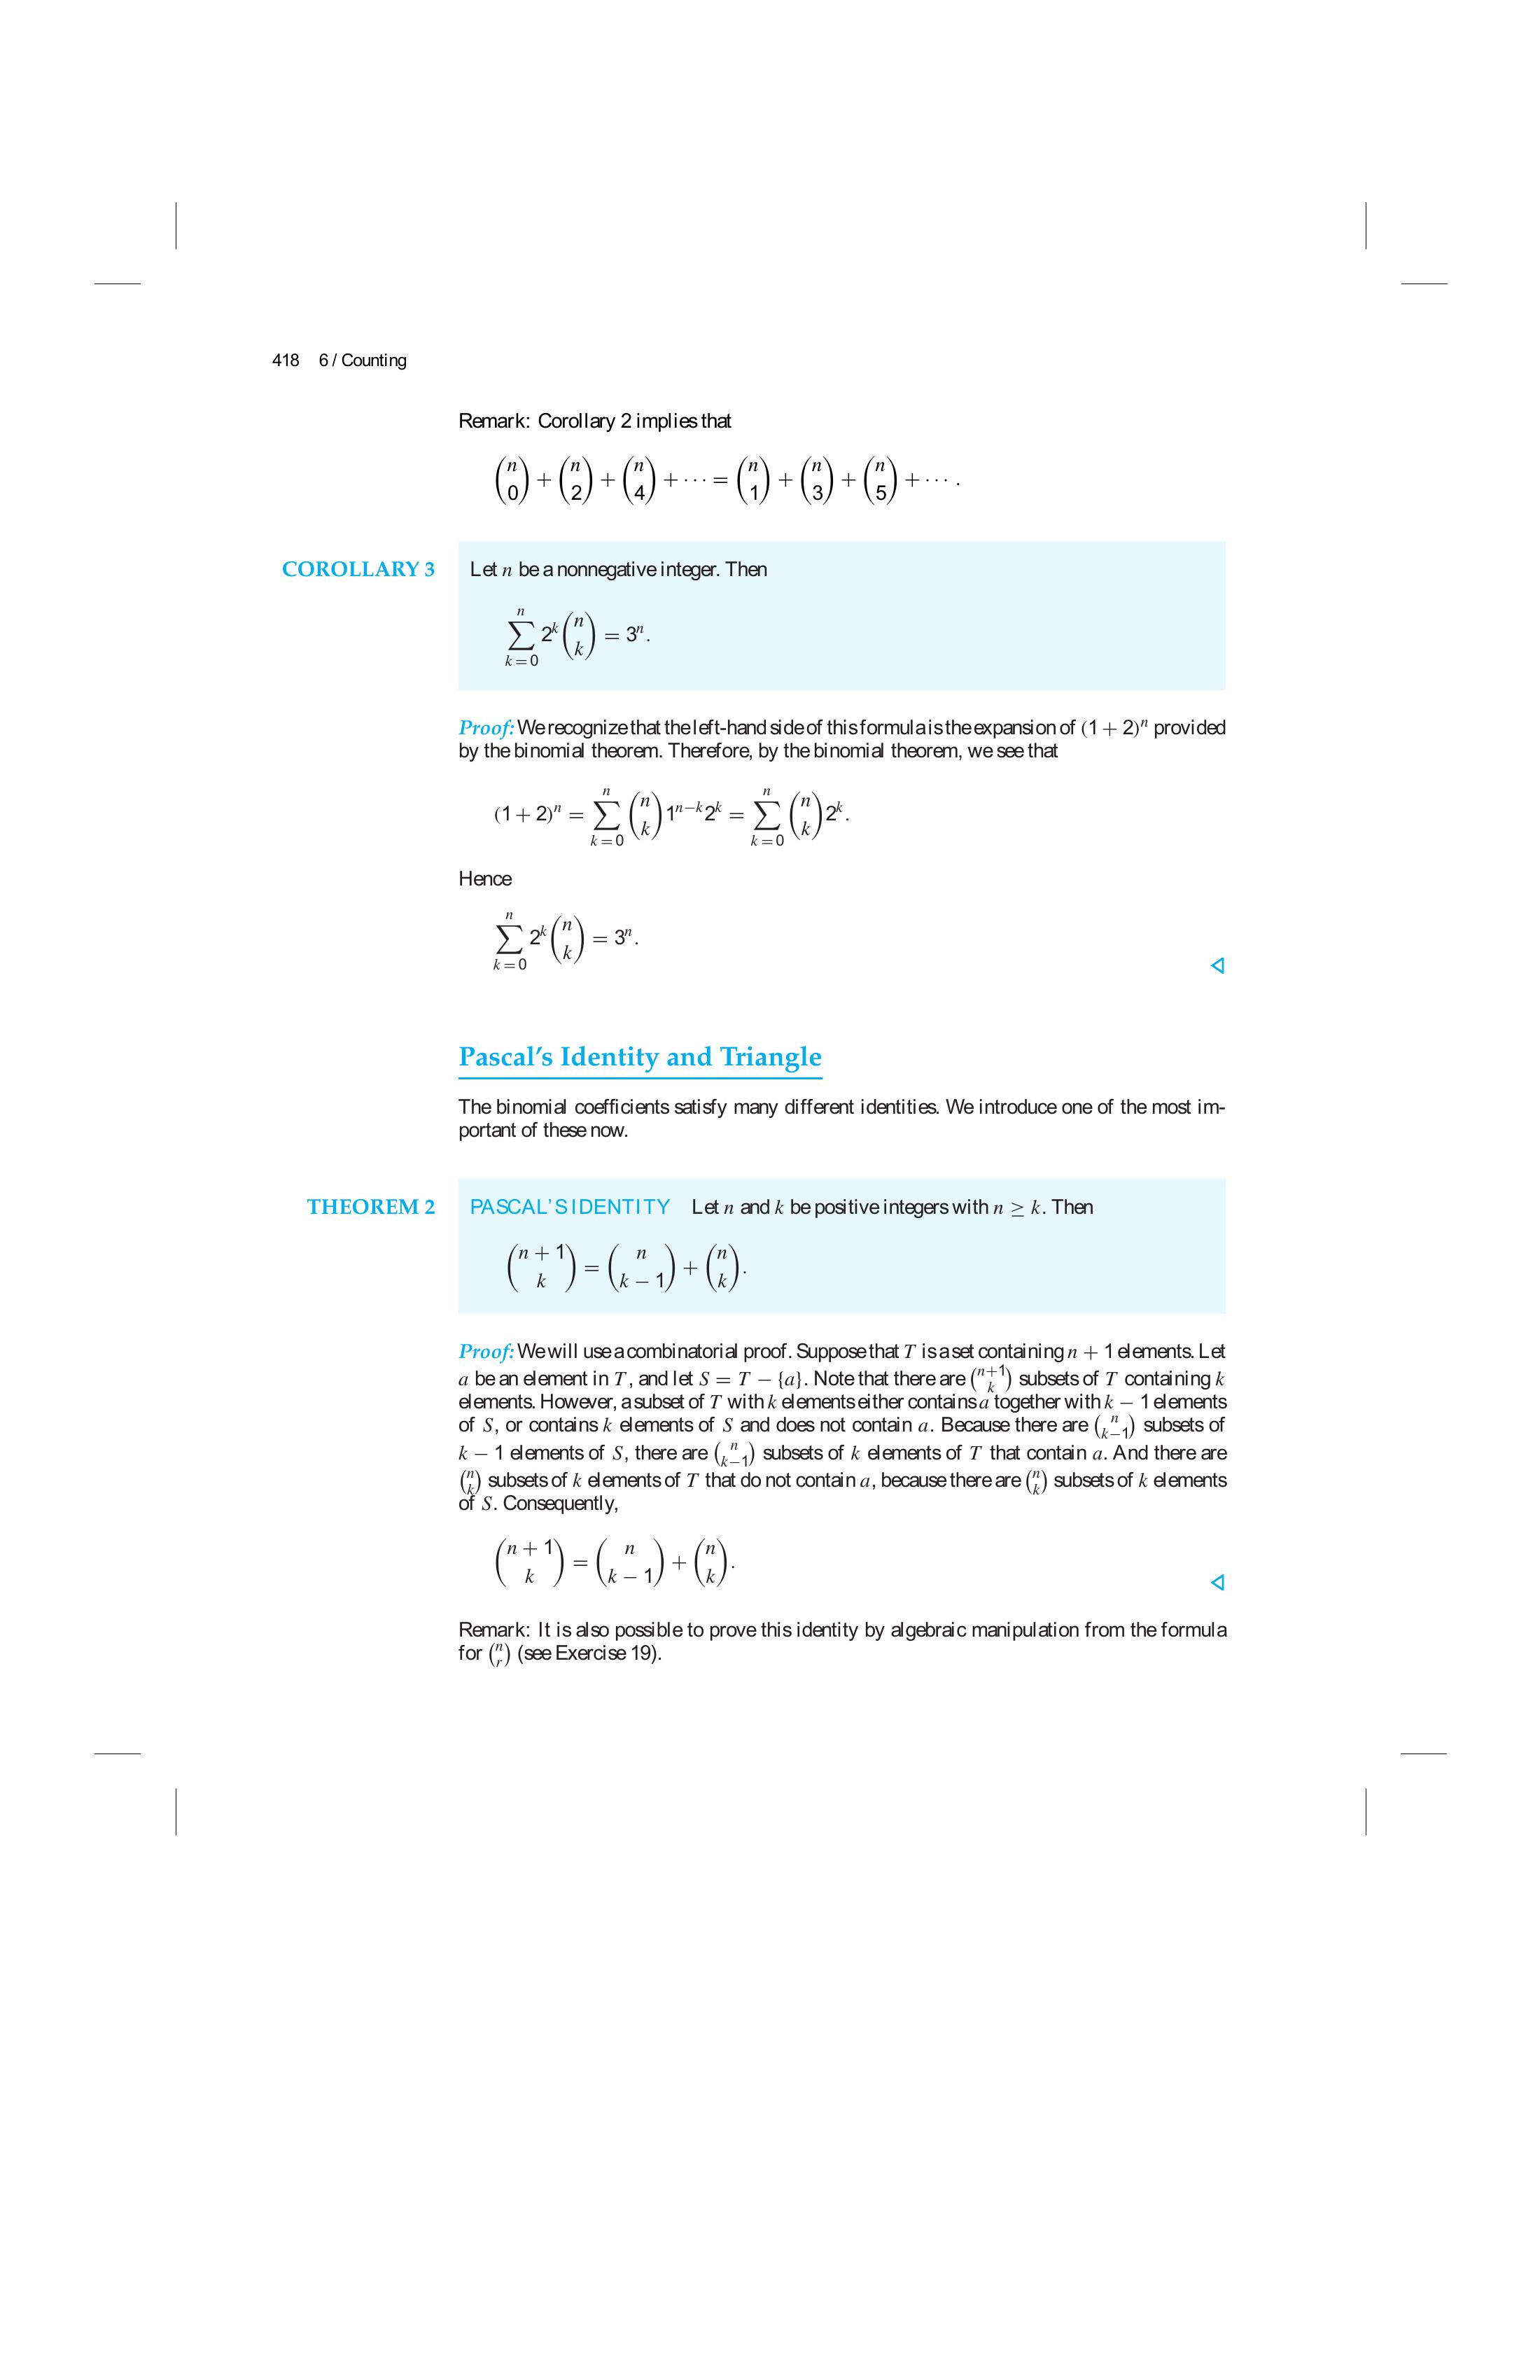 418 6 / Counting
Remark: Corollary 2 implies that
\binom{n}{0} + \binom{n}{2} + \binom{n}{4} + ⋯ = \binom{n}{1} + \binom{n}{3} + \binom{n}{5} + ⋯ .
COROLLARY 3 Let n be a nonnegative integer. Then
\sum_{k=0}^{n} 2^k \binom{n}{k} = 3^n.
Proof: We recognize that the left-hand side of this formula is the expansion of (1 + 2)^n provided
by the binomial theorem. Therefore, by the binomial theorem, we see that
(1 + 2)^n = \sum_{k=0}^{n} \binom{n}{k} 1^{n−k} 2^k = \sum_{k=0}^{n} \binom{n}{k} 2^k.
Hence
\sum_{k=0}^{n} 2^k \binom{n}{k} = 3^n.
◁
Pascal's Identity and Triangle
The binomial coefficients satisfy many different identities. We introduce one of the most im-
portant of these now.
THEOREM 2 PASCAL'S IDENTITY Let n and k be positive integers with n ≥ k. Then
\binom{n + 1}{k} = \binom{n}{k − 1} + \binom{n}{k}.
Proof: We will use a combinatorial proof. Suppose that T is a set containing n + 1 elements. Let
a be an element in T, and let S = T − {a}. Note that there are \binom{n+1}{k} subsets of T containing k
elements. However, a subset of T with k elements either contains a together with k − 1 elements
of S, or contains k elements of S and does not contain a. Because there are \binom{n}{k−1} subsets of
k − 1 elements of S, there are \binom{n}{k−1} subsets of k elements of T that contain a. And there are
\binom{n}{k} subsets of k elements of T that do not contain a, because there are \binom{n}{k} subsets of k elements
of S. Consequently,
\binom{n + 1}{k} = \binom{n}{k − 1} + \binom{n}{k}.
◁
Remark: It is also possible to prove this identity by algebraic manipulation from the formula
for \binom{n}{r} (see Exercise 19).